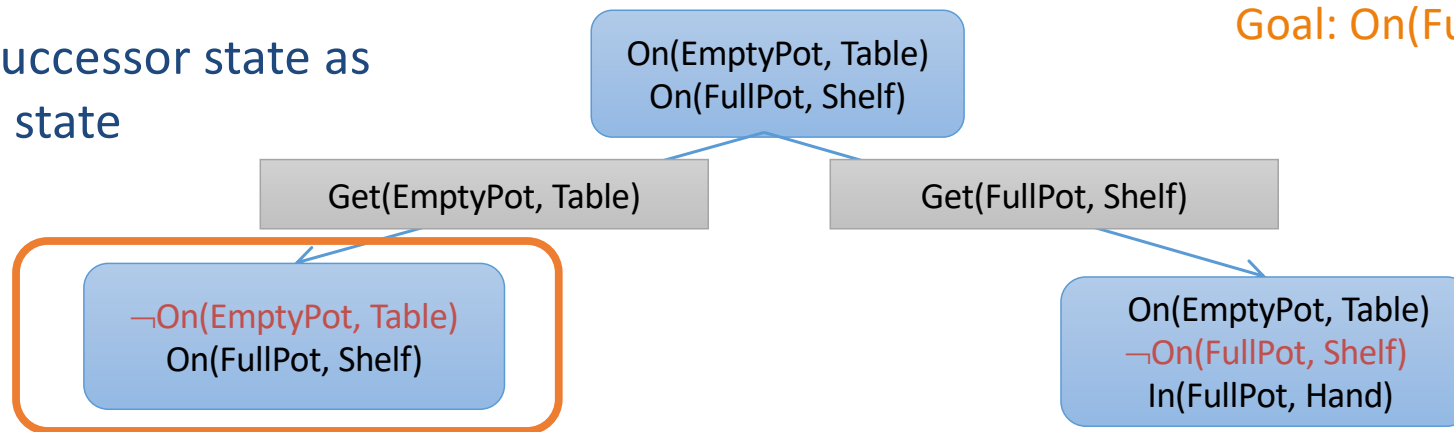 uccessor state as
state
Goal: On(Fu
On(EmptyPot, Table)
On(FullPot, Shelf)
Get(EmptyPot, Table)
Get(FullPot, Shelf)
¬On(EmptyPot, Table)
On(FullPot, Shelf)
On(EmptyPot, Table)
¬On(FullPot, Shelf)
In(FullPot, Hand)